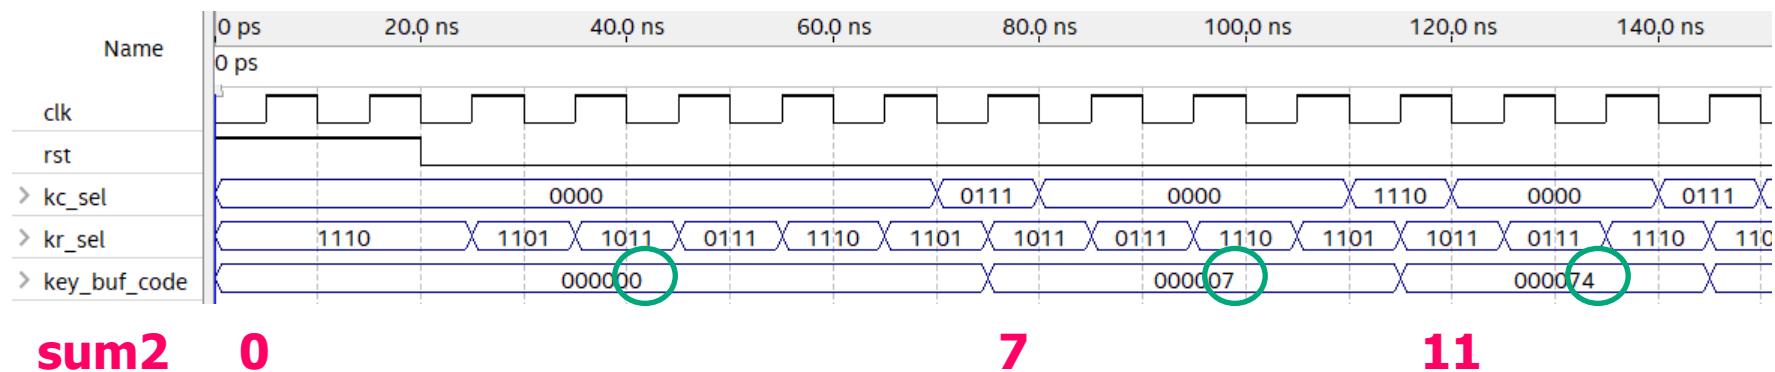 Name 0 ps 20.0 ns 40.0 ns 60.0 ns 80.0 ns 100.0 ns 120.0 ns 140.0 ns
0 ps
clk
rst
kc_sel 0000 0111 0000 1110 0000 0111
kr_sel 1110 1101 1011 0111 1110 1101 1011 0111 1110 1101 1011 0111 1110 110
key_buf_code 000000 000007 000074
sum2 0 7 11